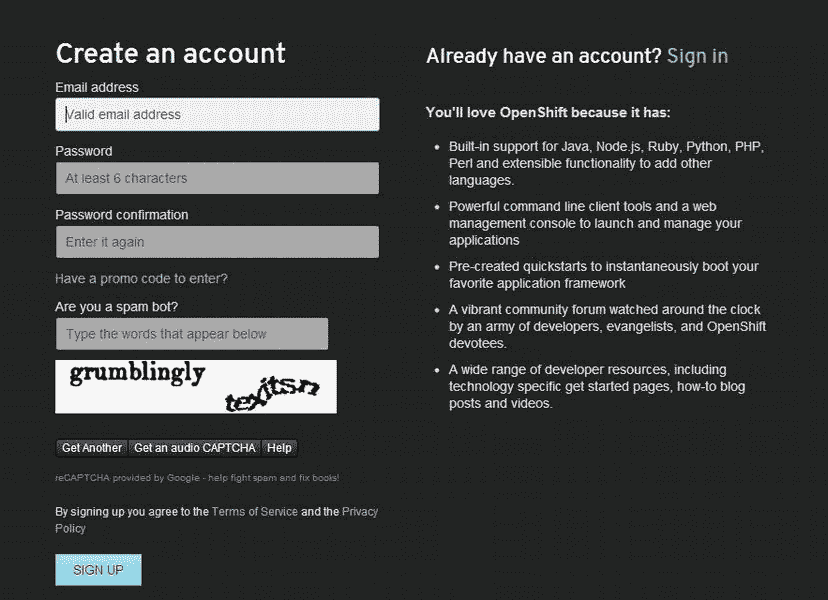 Create an account
Email address
Valid email address
Password
At least 6 characters
Password confirmation
Enter it again
Have a promo code to enter?
Are you a spam bot?
Type the words that appear below
grumblingly
Get Another
Get an audio CAPTCHA
Help
reCAPTCHA provided by Google - help fight spam and fix books!
By signing up you agree to the Terms of Service and the Privacy
Policy
SIGN UP
Already have an account? Sign in
You'll love OpenShift because it has:
• Built-in support for Java, Node.js, Ruby, Python, PHP,
Perl and extensible functionality to add other
languages.
• Powerful command line client tools and a web
management console to launch and manage your
applications
• Pre-created quickstarts to instantaneously boot your
favorite application framework
• A vibrant community forum watched around the clock
by an army of developers, evangelists, and OpenShift
devotees.
• A wide range of developer resources, including
technology specific get started pages, how-to blog
posts and videos.